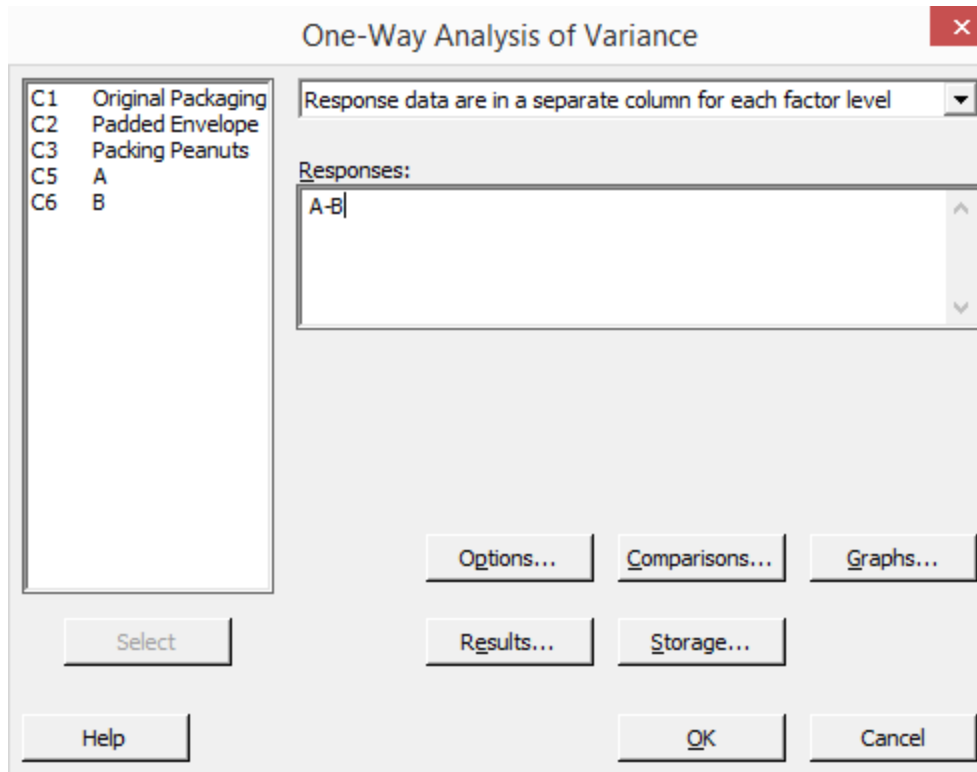 One-Way Analysis of Variance
C1 Original Packaging
C2 Padded Envelope
C3 Packing Peanuts
C5 A
C6 B
Response data are in a separate column for each factor level
Responses:
A-B
Options...
Comparisons...
Graphs...
Select
Results...
Storage...
Help
OK
Cancel